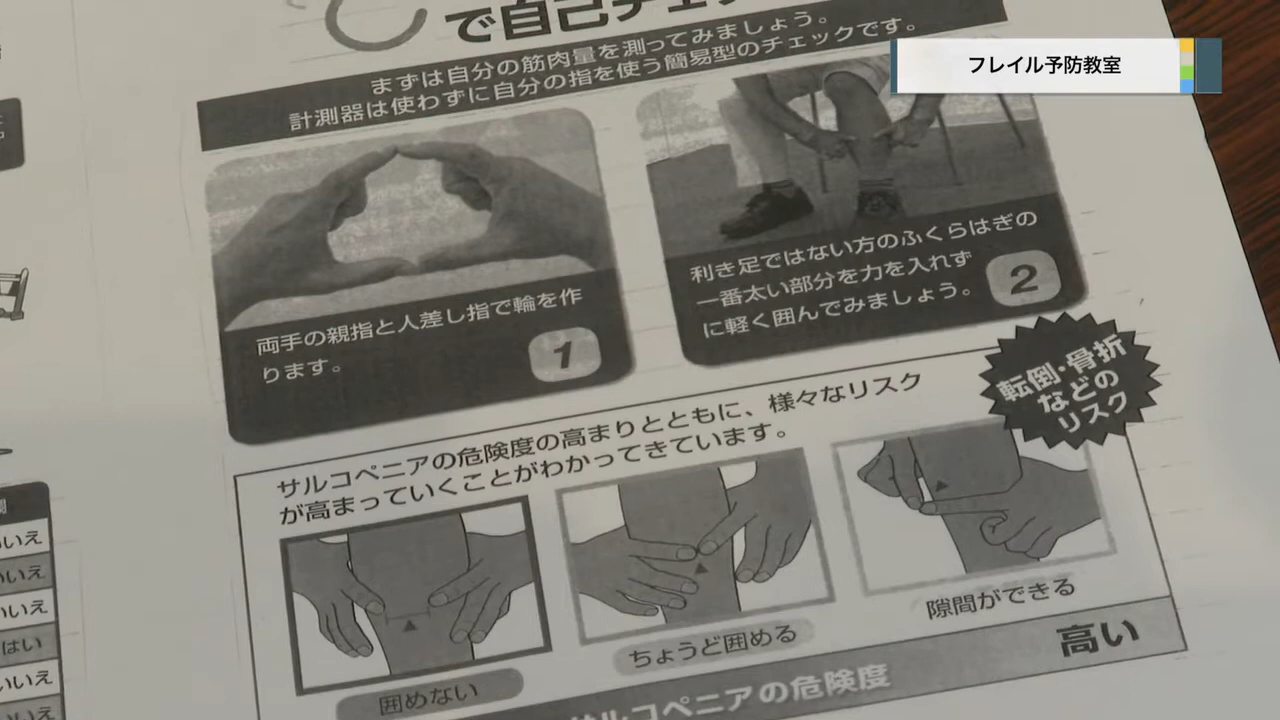 で自己チェッ
フレイル予防教室
まずは自分の筋肉量を測ってみましょう。
計測器は使わずに自分の指を使う簡易型のチェックです。
両手の親指と人差し指で輪を作
ります。
1
利き足ではない方のふくらはぎの
一番太い部分を力を入れず
に軽く囲んでみましょう。
2
転倒・骨折
などの
リスク
サルコペニアの危険度の高まりとともに、様々なリスク
が高まっていくことがわかってきています。
囲めない
ちょうど囲める
隙間ができる
サルコペニアの危険度
高い
いいえ
いいえ
いいえ
はい
いいえ
いいえ